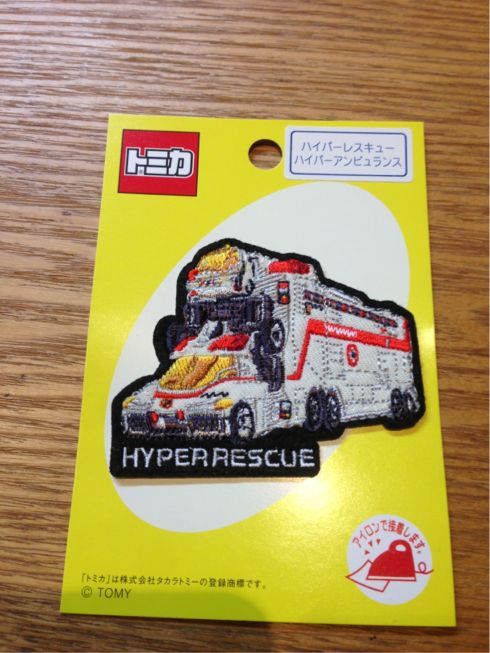 トミカ
ハイパーレスキュー
ハイパーアンビュランス
HYPER RESCUE
アイロンで接着します。
「トミカ」は株式会社タカラトミーの登録商標です。
© TOMY